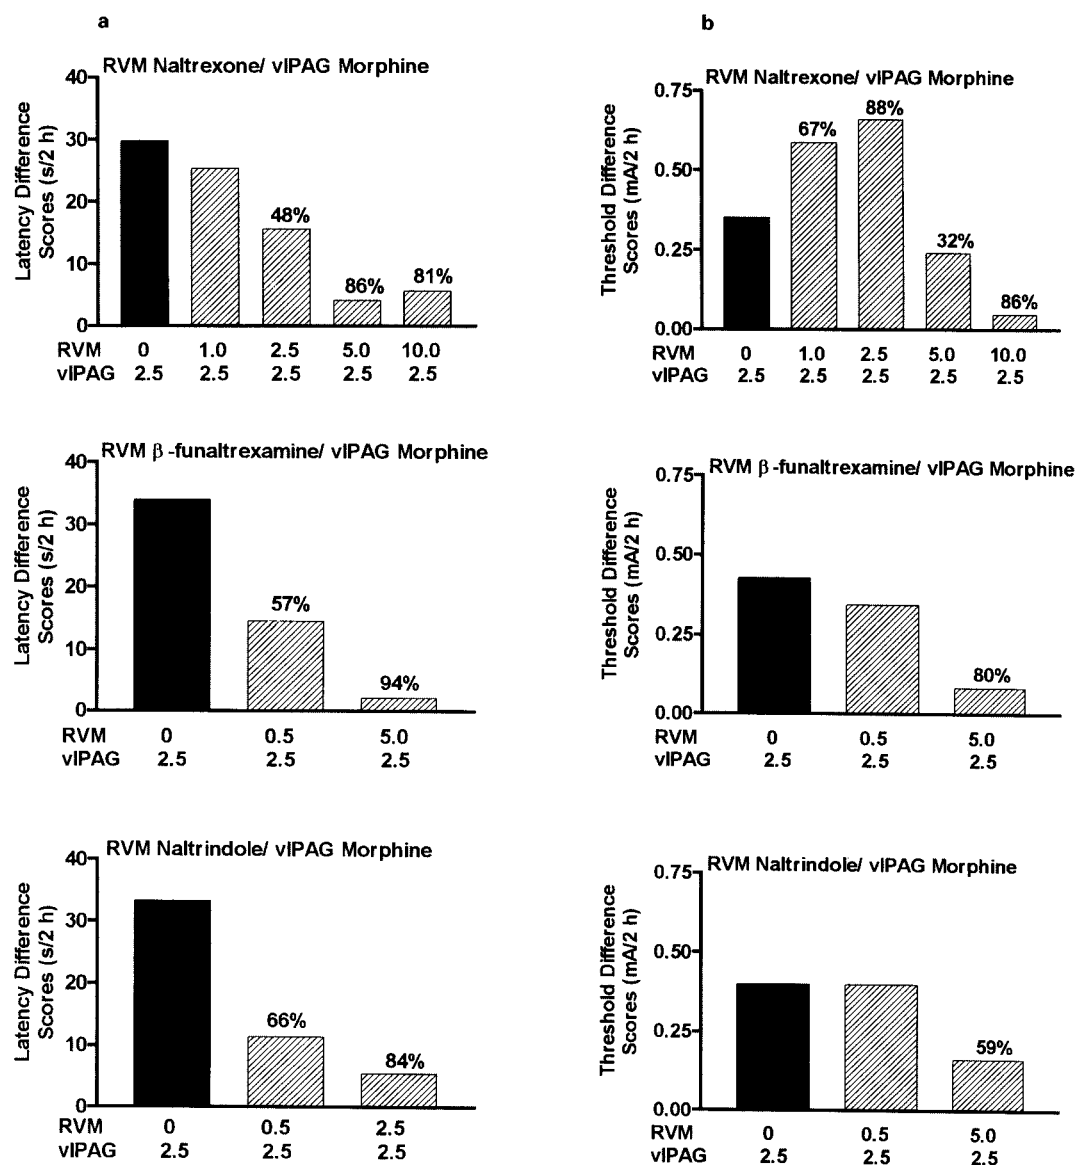 a
RVM Naltrexone/ vlPAG Morphine
Latency Difference
Scores (s/2 h)
40
30
20
10
0
48%
86%
81%
RVM 0 1.0 2.5 5.0 10.0
vlPAG 2.5 2.5 2.5 2.5 2.5
RVM β -funaltrexamine/ vlPAG Morphine
Latency Difference
Scores (s/2 h)
40
30
20
10
0
57%
94%
RVM 0 0.5 5.0
vlPAG 2.5 2.5 2.5
RVM Naltrindole/ vlPAG Morphine
Latency Difference
Scores (s/2 h)
40
30
20
10
0
66%
84%
RVM 0 0.5 2.5
vlPAG 2.5 2.5 2.5
b
RVM Naltrexone/ vlPAG Morphine
Threshold Difference
Scores (mA/2 h)
0.75
0.50
0.25
0.00
67%
88%
32%
86%
RVM 0 1.0 2.5 5.0 10.0
vlPAG 2.5 2.5 2.5 2.5 2.5
RVM β -funaltrexamine/ vlPAG Morphine
Threshold Difference
Scores (mA/2 h)
0.75
0.50
0.25
0.00
80%
RVM 0 0.5 5.0
vlPAG 2.5 2.5 2.5
RVM Naltrindole/ vlPAG Morphine
Threshold Difference
Scores (mA/2 h)
0.75
0.50
0.25
0.00
59%
RVM 0 0.5 5.0
vlPAG 2.5 2.5 2.5